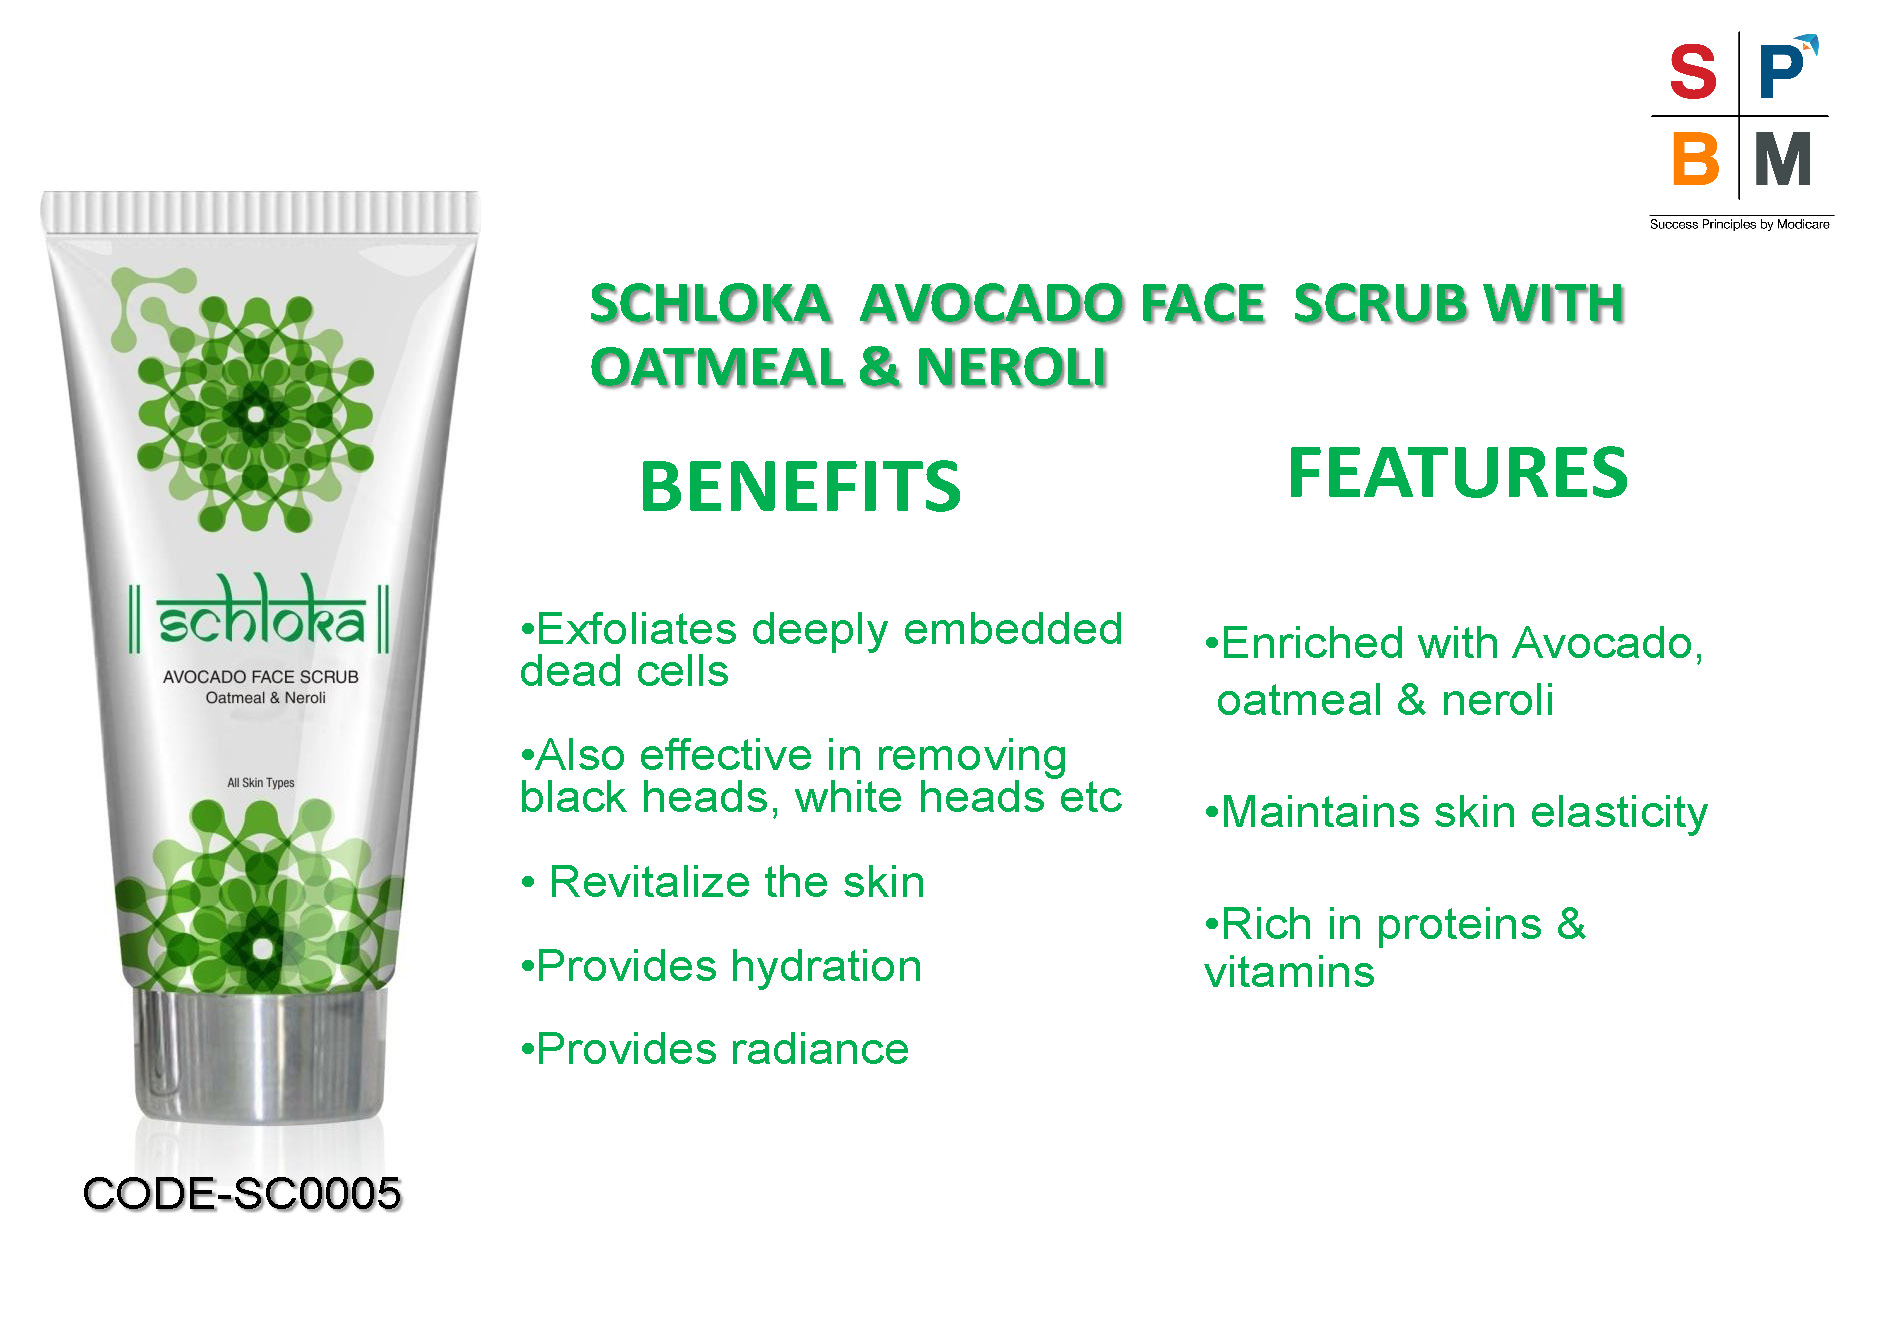 S P
B M
Success Principles by Modicare
SCHLOKA AVOCADO FACE SCRUB WITH
OATMEAL & NEROLI
BENEFITS
•Exfoliates deeply embedded
dead cells
•Also effective in removing
black heads, white heads etc
• Revitalize the skin
•Provides hydration
•Provides radiance
FEATURES
•Enriched with Avocado,
oatmeal & neroli
•Maintains skin elasticity
•Rich in proteins &
vitamins
schloka
AVOCADO FACE SCRUB
Oatmeal & Neroli
All Skin Types
CODE-SC0005